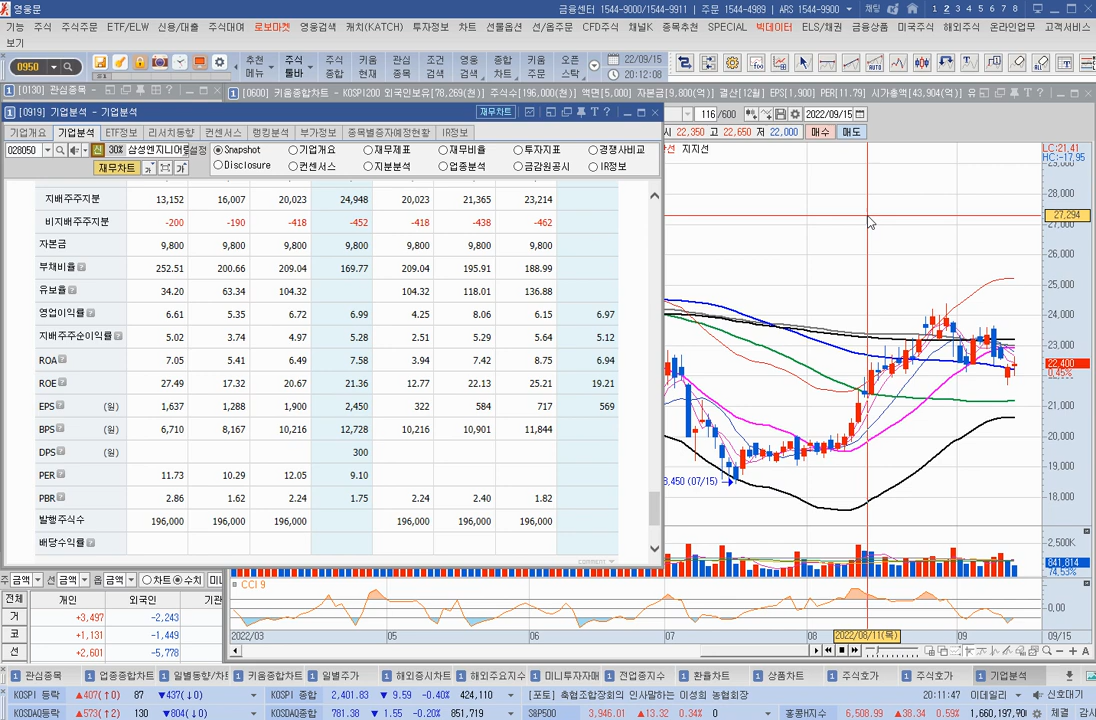 영웅문
금융센터 1544-9000/1544-9911 | 주문 1544-4989 | ARS 1544-9900 채팅 1 2 3 4 5 6 7 8
기능 주식 주식주문 ETF/ELW 신용/대출 주식대여 로보마켓 영웅검색 캐치(KATCH) 투자정보 차트 선물옵션 선/옵주문 CFD주식 채널K 종목추천 SPECIAL 빅데이터 ELS/채권 금융상품 미국주식 해외주식 온라인업무 고객서비스
보기
0950 추천메뉴 주식툴바 주식종합 키움현재 관심종목 조건검색 영웅검색 종합차트 키움주문 오픈스탁 22/09/15 20:12:08
[0130] 관심종목 [0600] 키움종합차트 - KOSPI200 외국인보유[78,269(천)] 주식수[196,000(천)] 액면[5,000] 자본금[9,800(억)] 결산[12월] EPS[1,900] PER[11.79] 시가총액[43,904(억)] 유
[0919] 기업분석 - 기업분석 재무차트
116 /600 2022/09/15
기업개요 기업분석 ETF정보 리서치동향 컨센서스 랭킹분석 부가정보 종목별증자예정현황 IR정보
시 22,350 고 22,650 저 22,000 매수 매도
028050 신 30% 삼성엔지니어링 설정 Snapshot 기업개요 재무제표 재무비율 투자지표 경쟁사비교
재무차트 가 가 Disclosure 컨센서스 지분분석 업종분석 금감원공시 IR정보
지지선
LC:21,41
HC:-17,95
지배주주지분 13,152 16,007 20,023 24,948 20,023 21,365 23,214
비지배주주지분 -200 -190 -418 -452 -418 -438 -462
자본금 9,800 9,800 9,800 9,800 9,800 9,800 9,800
부채비율 252.51 200.66 209.04 169.77 209.04 195.91 188.99
유보율 34.20 63.34 104.32 104.32 118.01 136.88
영업이익률 6.61 5.35 6.72 6.99 4.25 8.06 6.15 6.97
지배주주순이익률 5.02 3.74 4.97 5.28 2.51 5.29 5.64 5.12
ROA 7.05 5.41 6.49 7.58 3.94 7.42 8.75 6.94
ROE 27.49 17.32 20.67 21.36 12.77 22.13 25.21 19.21
EPS (원) 1,637 1,288 1,900 2,450 322 584 717 569
BPS (원) 6,710 8,167 10,216 12,728 10,216 10,901 11,844
DPS (원) 300
PER 11.73 10.29 12.05 9.10
PBR 2.86 1.62 2.24 1.75 2.24 2.40 1.82
발행주식수 196,000 196,000 196,000 196,000 196,000 196,000
배당수익률
comment
29,000
28,000
27,294
27,000
26,000
25,000
24,000
23,000
22,400
0,45%
21,000
20,000
19,000
18,000
8,450 (07/15)
2,500K
841,814
74,53%
주 금액 선 금액 옵 금액 차트 수치
전체 개인 외국인 기관
거 +3,497 -2,243
코 +1,131 -1,449
선 +2,601 -5,778
CCI 9
0,00
2022/03 05 06 07 08 2022/08/11(목) 09 09/15
관심종목 업종종합차트 일별동향/차트 키움종합차트 일별주가 해외증시차트 해외주요지수 미니투자자매 전업종지수 환율차트 상품차트 주식호가 주식호가 기업분석
KOSPI 등락 ▲407(↑0) 87 ▼437(↓0) KOSPI 종합 2,401.83 ▼ 9.59 -0.40% 424,110 [포토] 축협조합장회의 인사말하는 이성희 농협회장 20:11:47 이데일리 신호대기
KOSDAQ등락 ▲573(↑2) 130 ▼804(↓0) KOSDAQ종합 781.38 ▼ 1.55 -0.20% 851,719 S&P500 3,946.01 ▲ 13.32 0.34% 0 홍콩H지수 6,508.99 ▲ 38.34 0.59% 1,660,197,90 체결